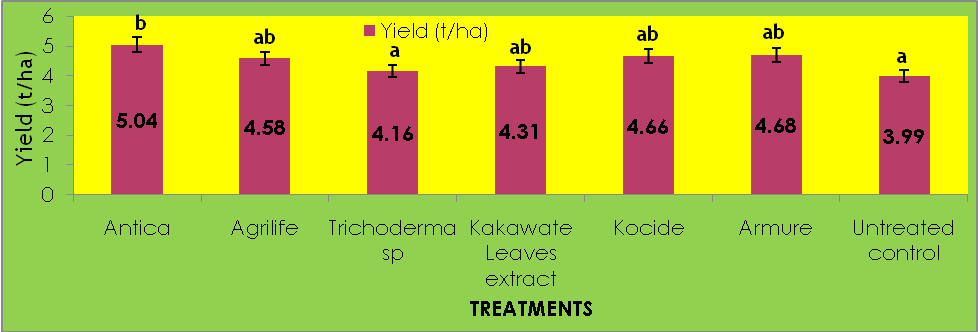 Yield (t/ha)
6
5
4
3
2
1
0
Yield (t/ha)
b
ab
a
ab
ab
ab
a
5.04
4.58
4.16
4.31
4.66
4.68
3.99
Antica
Agrilife
Trichoderma
sp
Kakawate
Leaves
extract
Kocide
Armure
Untreated
control
TREATMENTS